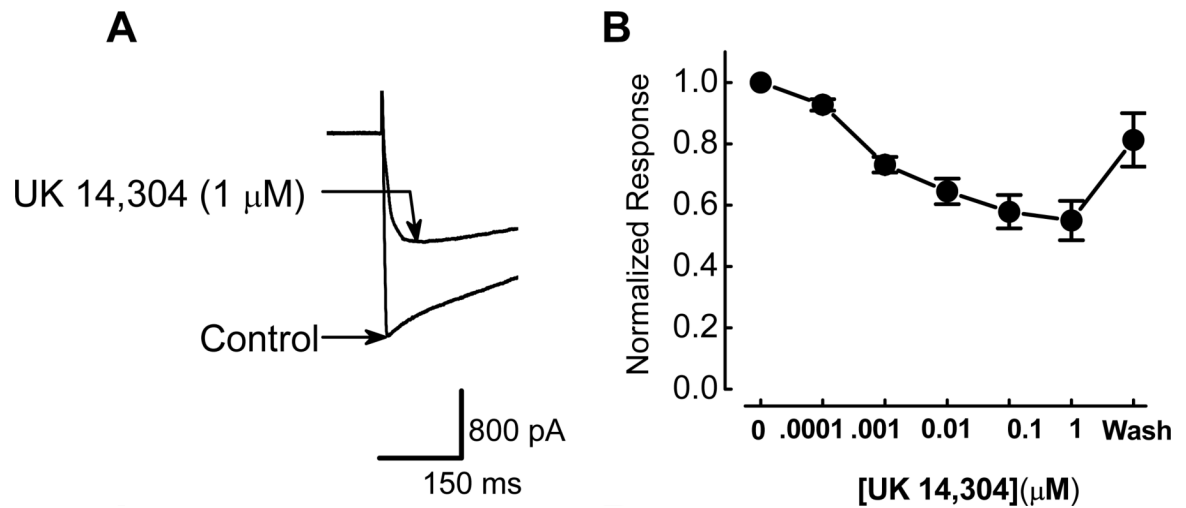 A
UK 14,304 (1 μM)
Control
800 pA
150 ms
B
Normalized Response
1.0
0.8
0.6
0.4
0.2
0.0
0 .0001 .001 0.01 0.1 1 Wash
[UK 14,304](μM)